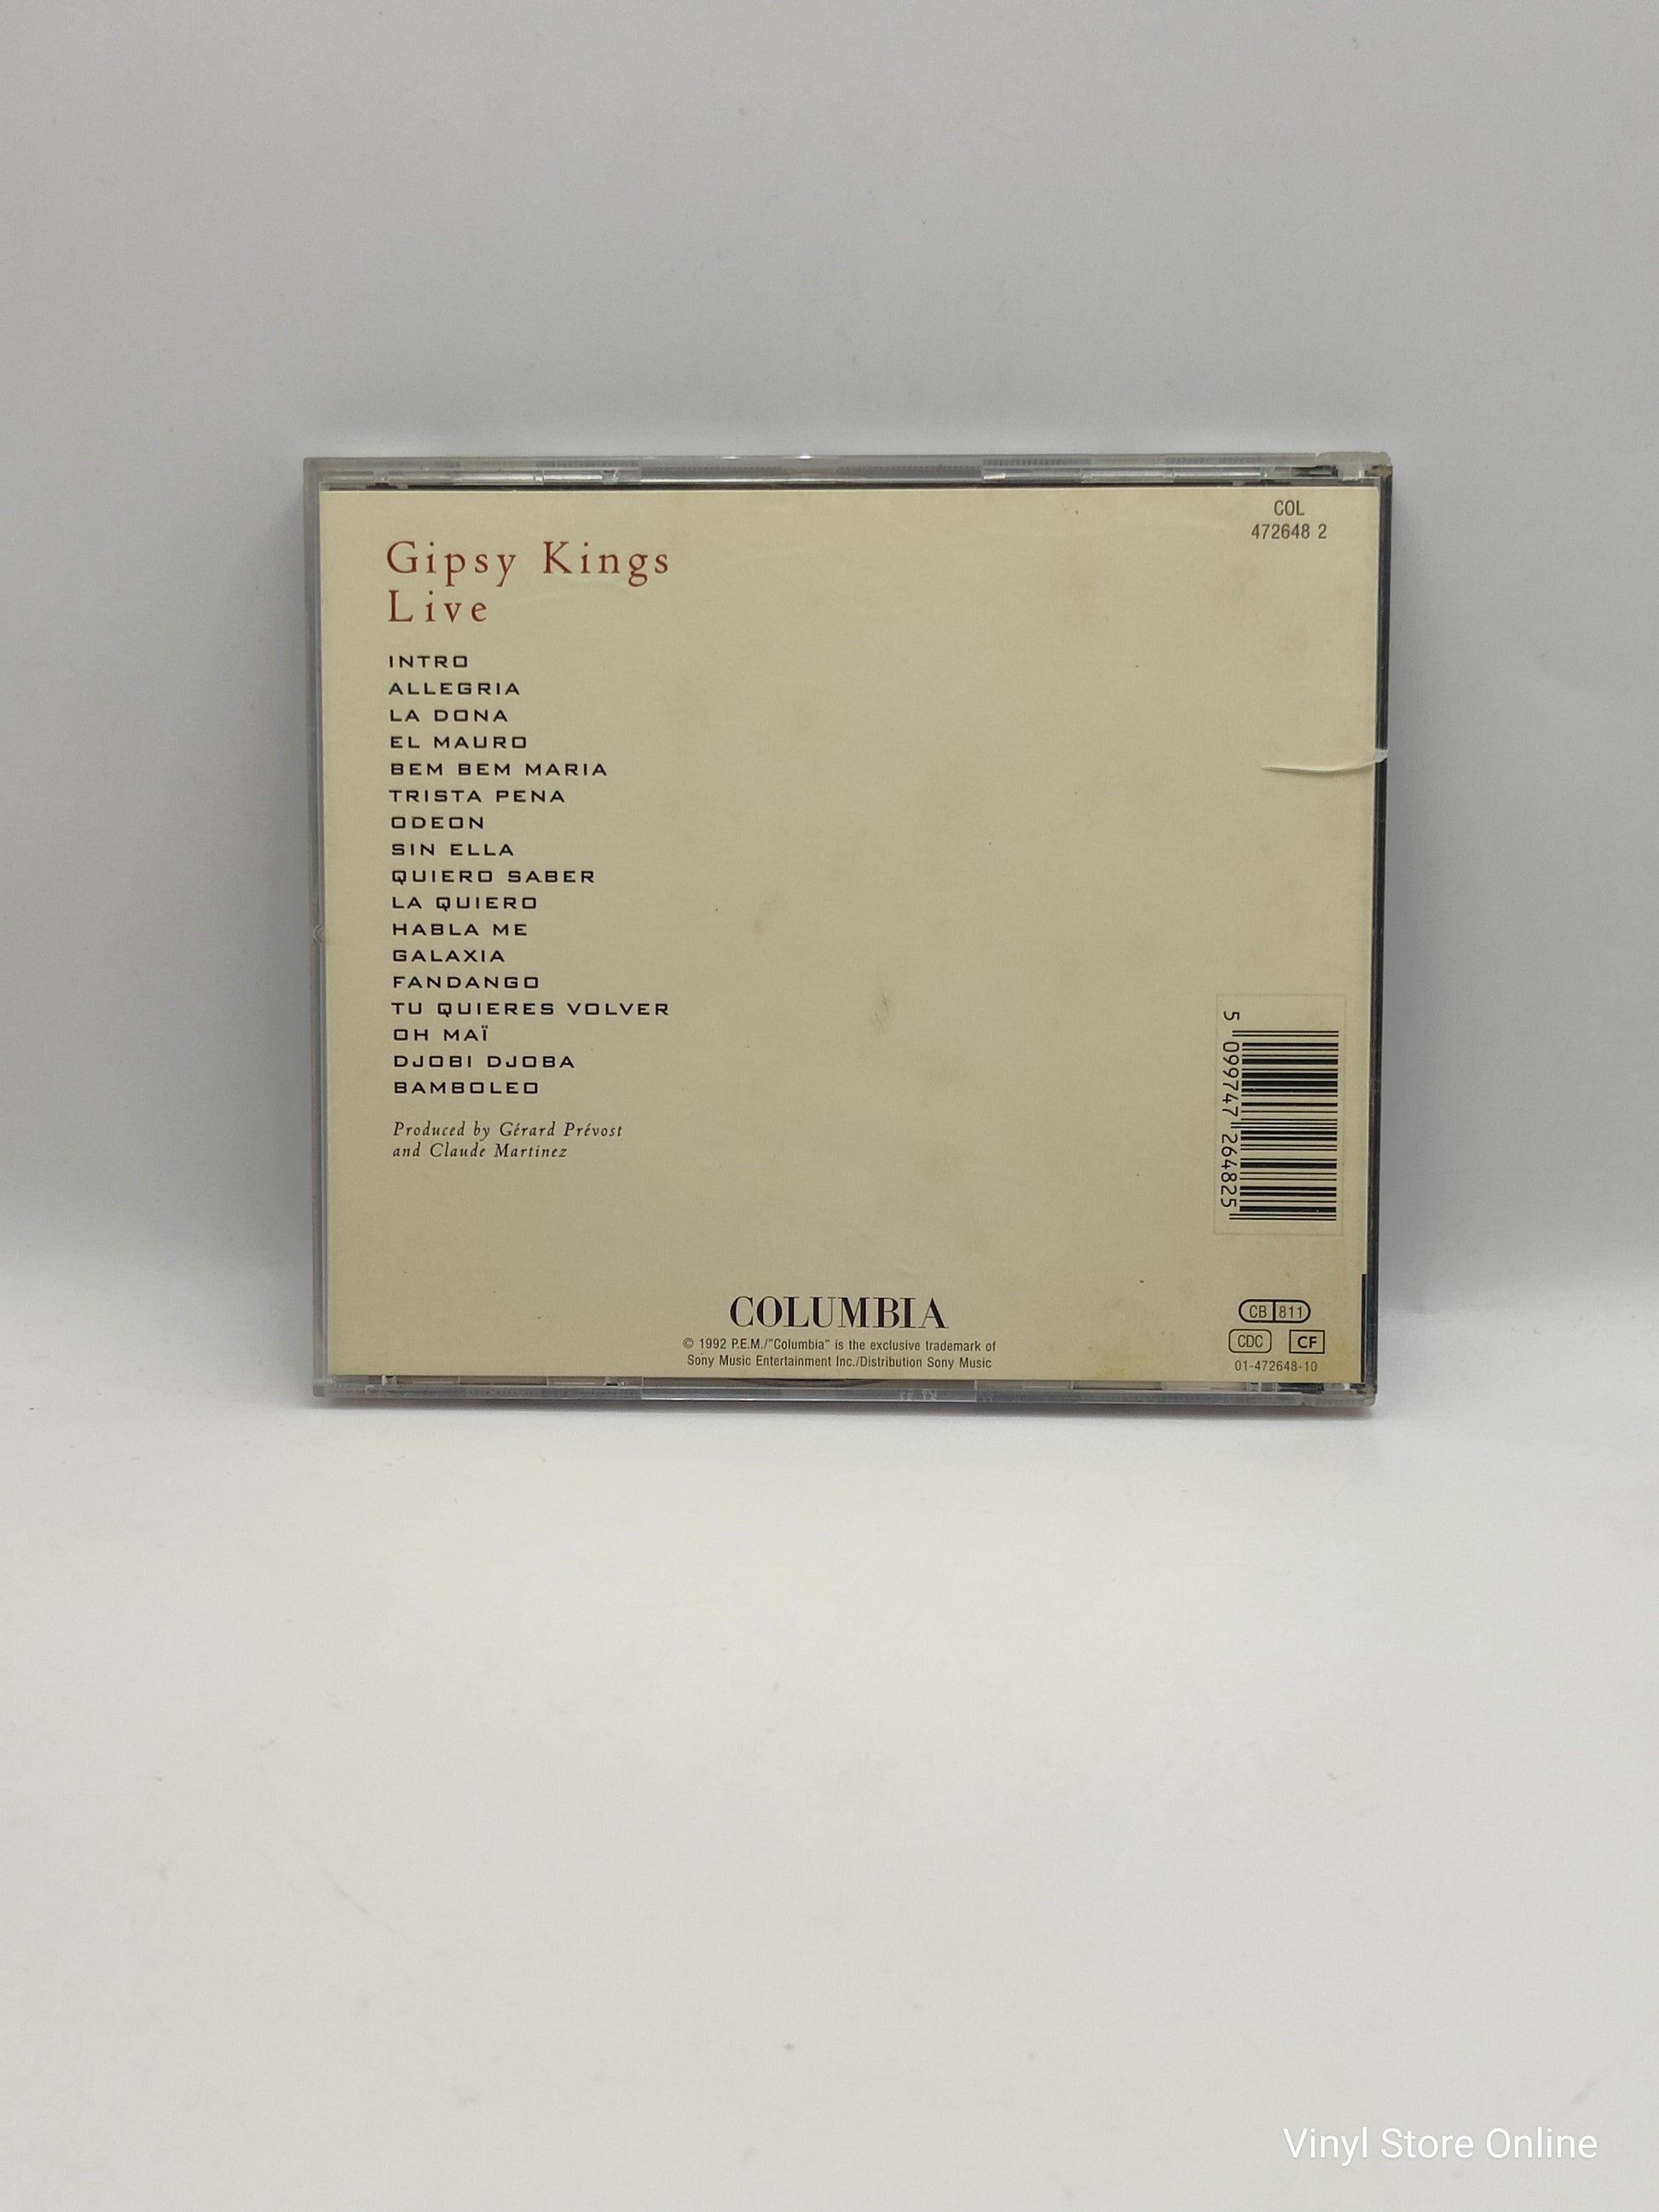 COL
472648 2
Gipsy Kings
Live
INTRO
ALLEGRIA
LA DONA
EL MAURO
BEM BEM MARIA
TRISTA PENA
ODEON
SIN ELLA
QUIERO SABER
LA QUIERO
HABLA ME
GALAXIA
FANDANGO
TU QUIERES VOLVER
OH MAÏ
DJOBI DJOBA
BAMBOLEO
Produced by Gérard Prévost
and Claude Martinez
5 099747 264825
COLUMBIA
© 1992 P.E.M./"Columbia" is the exclusive trademark of
Sony Music Entertainment Inc./Distribution Sony Music
CB 811
CDC CF
01-472648-10
Vinyl Store Online